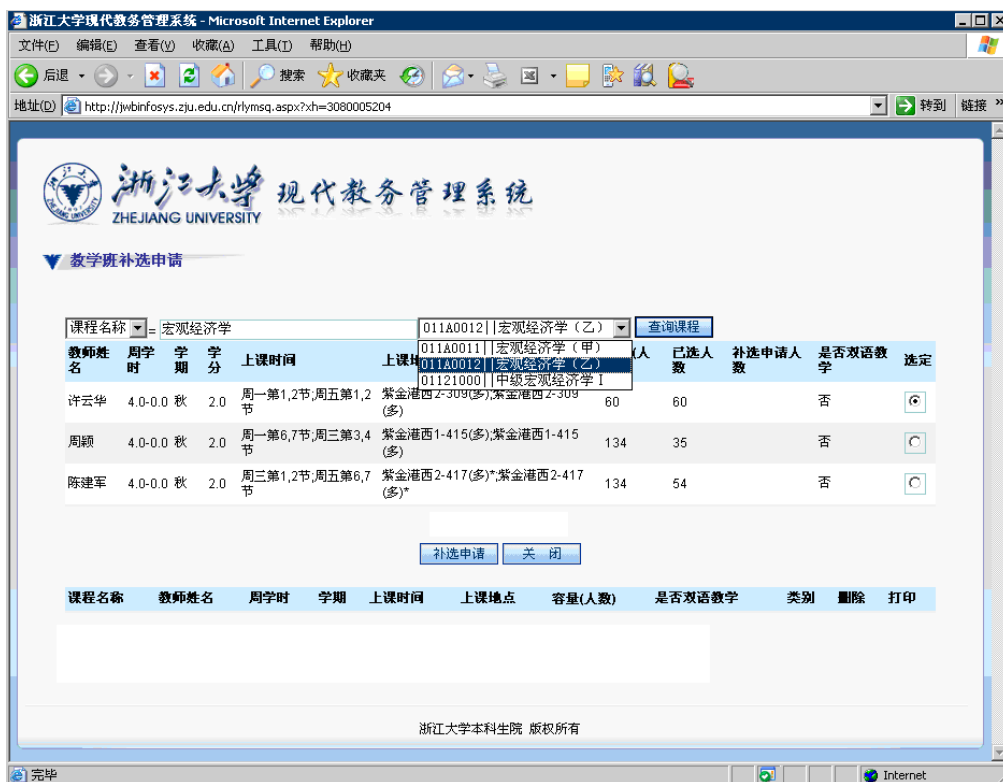 浙江大学现代教务管理系统 - Microsoft Internet Explorer
文件(F) 编辑(E) 查看(V) 收藏(A) 工具(T) 帮助(H)
后退 搜索 收藏夹
地址(D) http://jwbinfosys.zju.edu.cn/rlymsq.aspx?xh=3080005204 转到 链接 »
浙江大学 现代教务管理系统
ZHEJIANG UNIVERSITY
教学班补选申请
课程名称 = 宏观经济学 011A0012||宏观经济学（乙） 查询课程
011A0011||宏观经济学（甲）
011A0012||宏观经济学（乙）
01121000||中级宏观经济学Ⅰ
教师姓名 周学时 学期 学分 上课时间 上课 (人 已选人数 补选申请人数 是否双语教学 选定
许云华 4.0-0.0 秋 2.0 周一第1,2节;周五第1,2节 紫金港西2-309(多);紫金港西2-309(多) 60 60 否
周颖 4.0-0.0 秋 2.0 周一第6,7节;周三第3,4节 紫金港西1-415(多);紫金港西1-415(多) 134 35 否
陈建军 4.0-0.0 秋 2.0 周三第1,2节;周五第6,7节 紫金港西2-417(多)*;紫金港西2-417(多)* 134 54 否
补选申请 关 闭
课程名称 教师姓名 周学时 学期 上课时间 上课地点 容量(人数) 是否双语教学 类别 删除 打印
浙江大学本科生院 版权所有
完毕 Internet